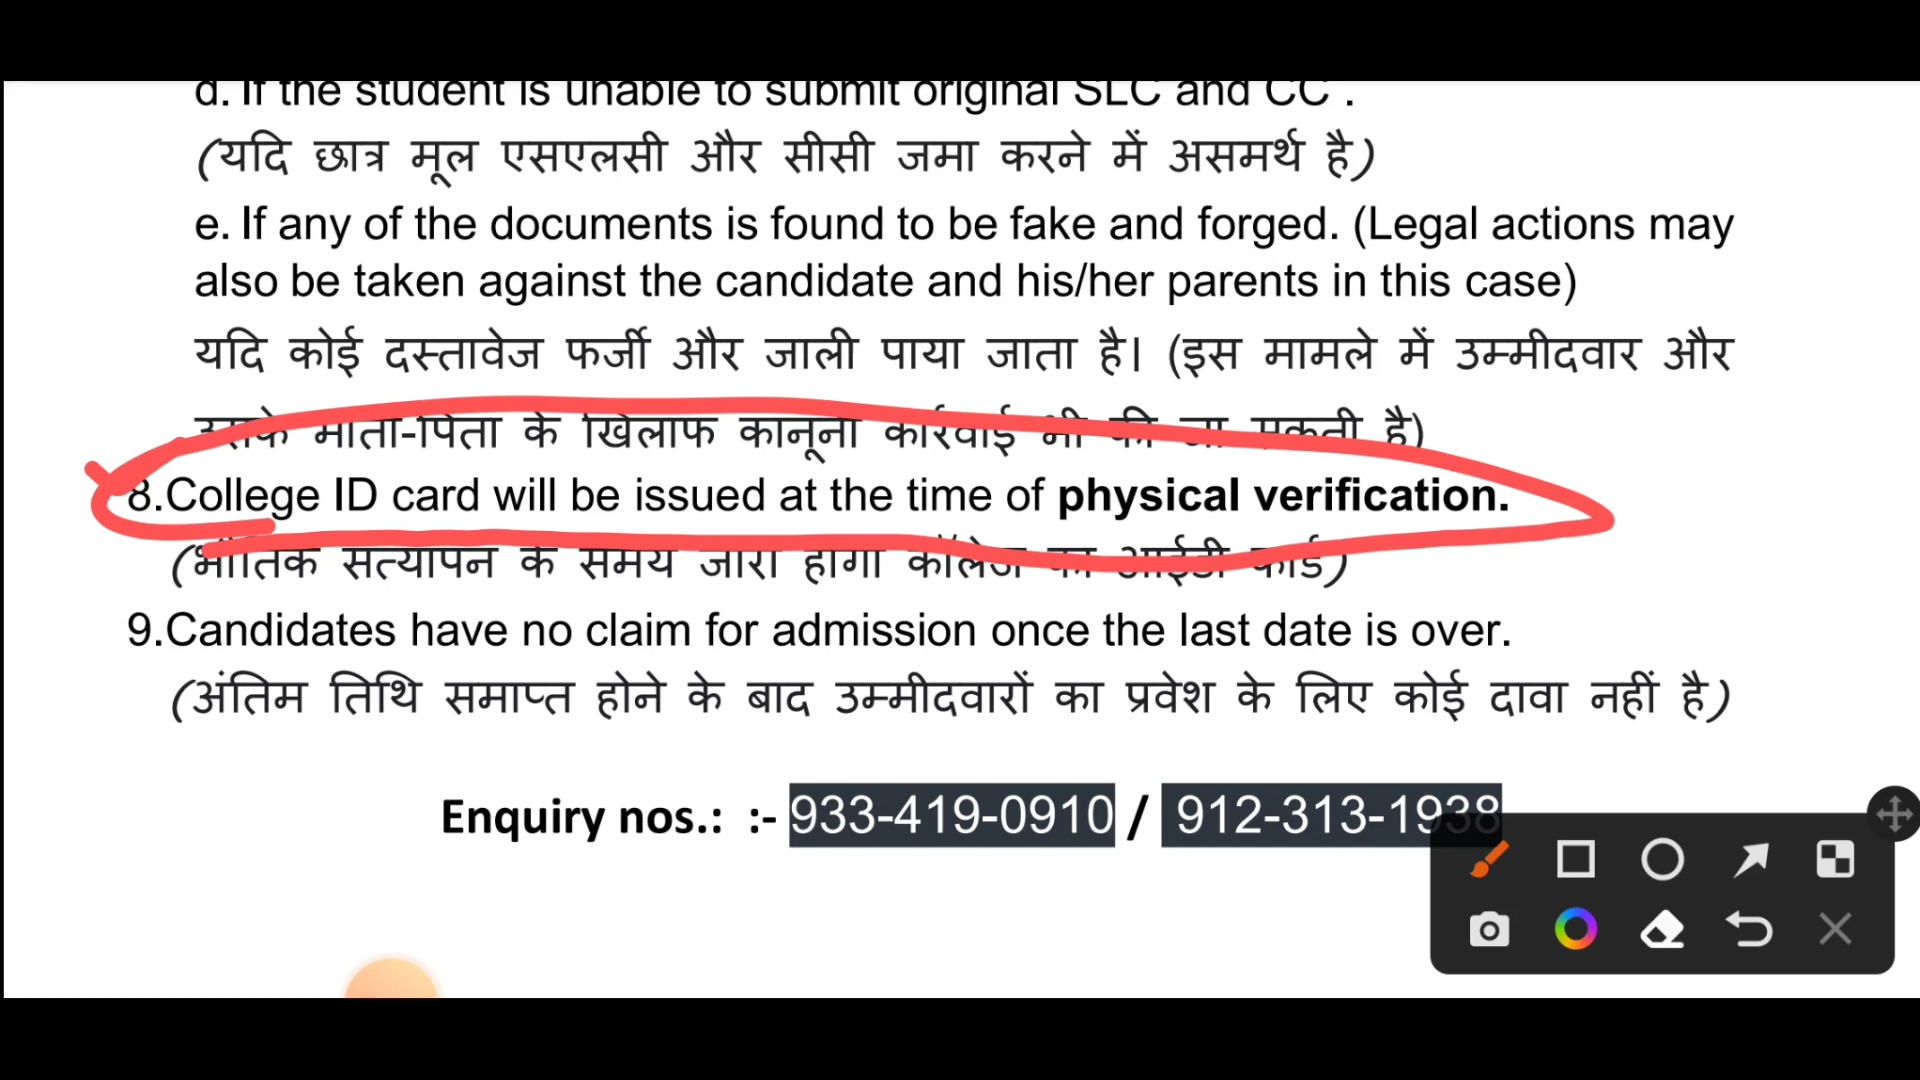 d. If the student is unable to submit original SLC and CC .
(यदि छात्र मूल एसएलसी और सीसी जमा करने में असमर्थ है)
e. If any of the documents is found to be fake and forged. (Legal actions may
also be taken against the candidate and his/her parents in this case)
यदि कोई दस्तावेज फर्जी और जाली पाया जाता है। (इस मामले में उम्मीदवार और
उसके माता-पिता के खिलाफ कानूनी कार्रवाई भी की जा सकती है)
8.College ID card will be issued at the time of physical verification.
(भौतिक सत्यापन के समय जारी होगा कॉलेज का आईडी कार्ड)
9.Candidates have no claim for admission once the last date is over.
(अंतिम तिथि समाप्त होने के बाद उम्मीदवारों का प्रवेश के लिए कोई दावा नहीं है)
Enquiry nos.: :- 933-419-0910 / 912-313-1938